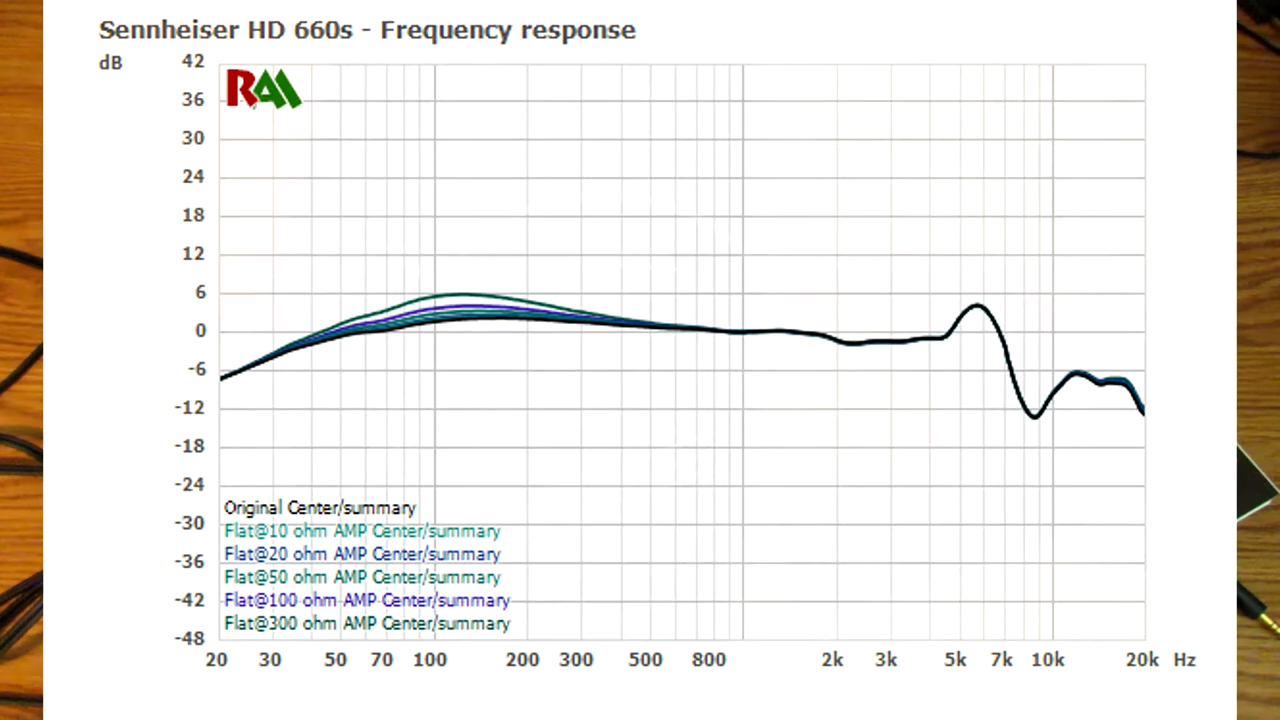 Sennheiser HD 660s - Frequency response
dB
42
36
30
24
18
12
6
0
-6
-12
-18
-24
-30
-36
-42
-48
RAA
Original Center/summary
Flat@10 ohm AMP Center/summary
Flat@20 ohm AMP Center/summary
Flat@50 ohm AMP Center/summary
Flat@100 ohm AMP Center/summary
Flat@300 ohm AMP Center/summary
20 30 50 70 100 200 300 500 800 2k 3k 5k 7k 10k 20k Hz